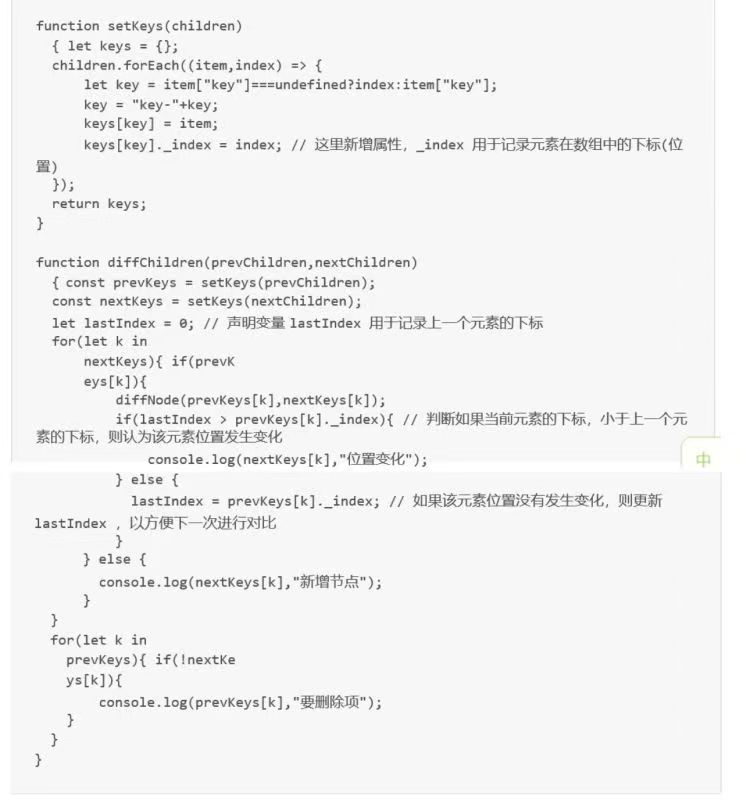 function setKeys(children)
{ let keys = {};
children.forEach((item,index) => {
let key = item["key"]===undefined?index:item["key"];
key = "key-"+key;
keys[key] = item;
keys[key]._index = index; // 这里新增属性，_index 用于记录元素在数组中的下标(位
置)
});
return keys;
}
function diffChildren(prevChildren,nextChildren)
{ const prevKeys = setKeys(prevChildren);
const nextKeys = setKeys(nextChildren);
let lastIndex = 0; // 声明变量 lastIndex 用于记录上一个元素的下标
for(let k in
nextKeys){ if(prevK
eys[k]){
diffNode(prevKeys[k],nextKeys[k]);
if(lastIndex > prevKeys[k]._index){ // 判断如果当前元素的下标，小于上一个元
素的下标，则认为该元素位置发生变化
console.log(nextKeys[k],"位置变化");
中
} else {
lastIndex = prevKeys[k]._index; // 如果该元素位置没有发生变化，则更新
lastIndex ，以方便下一次进行对比
}
} else {
console.log(nextKeys[k],"新增节点");
}
}
for(let k in
prevKeys){ if(!nextKe
ys[k]){
console.log(prevKeys[k],"要删除项");
}
}
}